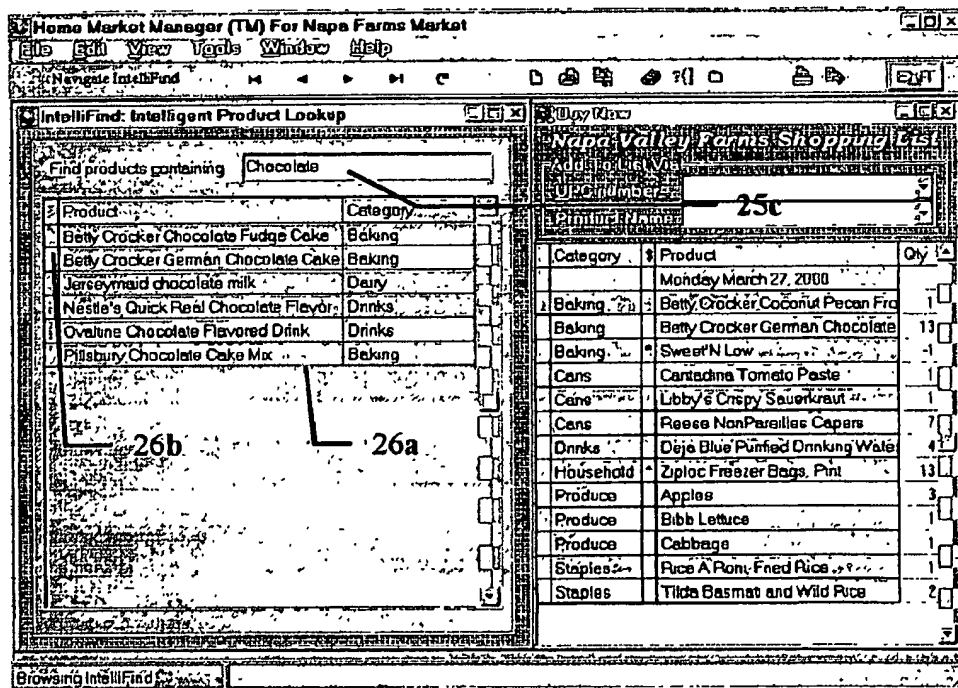 Home Market Manager (TM) For Napa Farms Market
File Edit View Tools Window Help
Navigate IntelliFind EXIT
IntelliFind: Intelligent Product Lookup
Find products containing Chocolate
25c
Product Category
Betty Crocker Chocolate Fudge Cake Baking
Betty Crocker German Chocolate Cake Baking
Jerseymaid chocolate milk Dairy
Nestle's Quick Real Chocolate Flavor Drinks
Ovaltine Chocolate Flavored Drink Drinks
Pillsbury Chocolate Cake Mix Baking
26b 26a
Buy Now
Napa Valley Farms Shopping List
UPC number
Category $ Product Qty
Monday March 27, 2000
Baking Betty Crocker Coconut Pecan Fro 1
Baking Betty Crocker German Chocolate 13
Baking * Sweet'N Low 1
Cans Contadina Tomato Paste 1
Cans Libby's Crispy Sauerkraut 1
Cans Reese NonPareilles Capers 7
Drinks Deja Blue Purified Drinking Water 4
Household * Ziploc Freezer Bags, Pint 13
Produce Apples 3
Produce Bibb Lettuce 1
Produce Cabbage 1
Staples Rice A Roni, Fried Rice 1
Staples Tilda Basmati and Wild Rice 2
Browsing IntelliFind